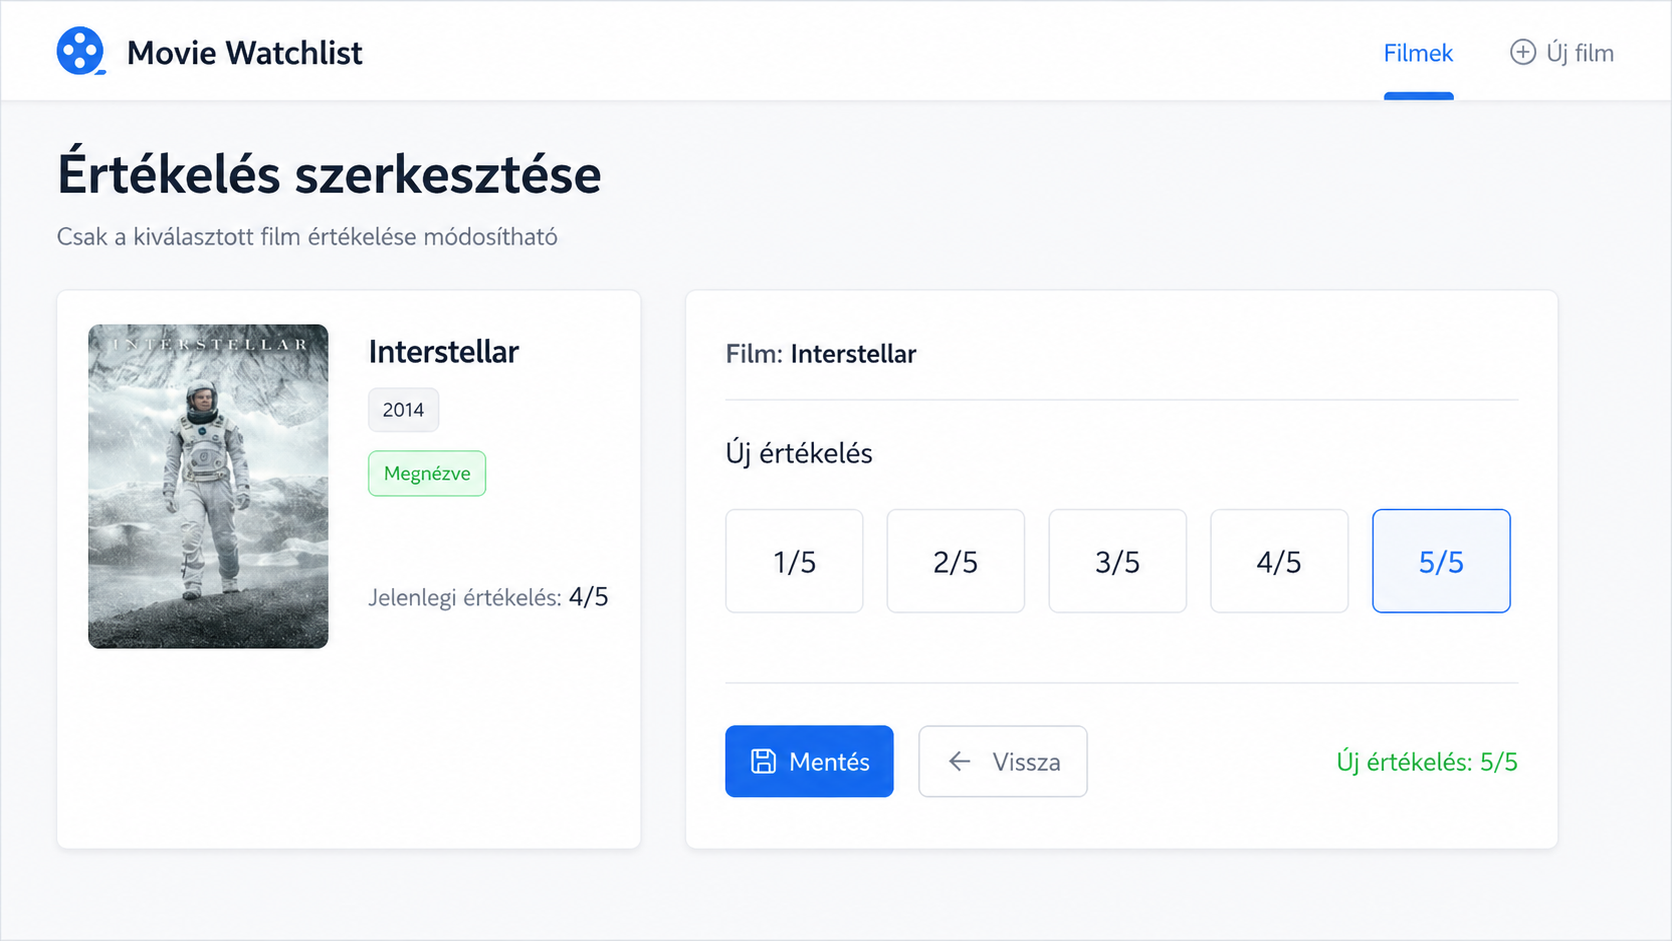 Movie Watchlist
Filmek
Új film
Értékelés szerkesztése
Csak a kiválasztott film értékelése módosítható
INTERSTELLAR
Interstellar
2014
Megnézve
Jelenlegi értékelés: 4/5
Film: Interstellar
Új értékelés
1/5
2/5
3/5
4/5
5/5
Mentés
Vissza
Új értékelés: 5/5